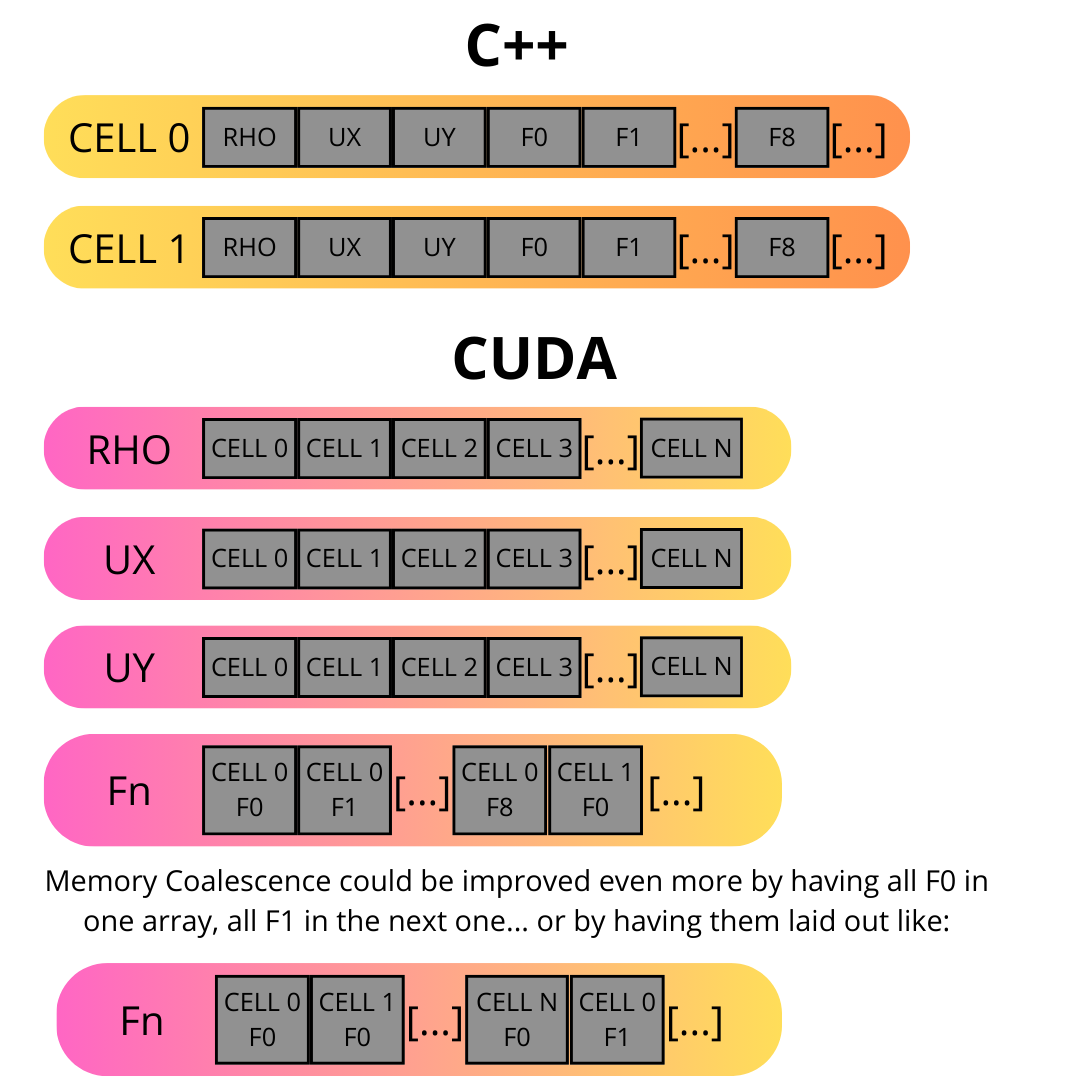 C++
CELL 0 RHO UX UY F0 F1 [...] F8 [...]
CELL 1 RHO UX UY F0 F1 [...] F8 [...]
CUDA
RHO CELL 0 CELL 1 CELL 2 CELL 3 [...] CELL N
UX CELL 0 CELL 1 CELL 2 CELL 3 [...] CELL N
UY CELL 0 CELL 1 CELL 2 CELL 3 [...] CELL N
Fn CELL 0 F0 CELL 0 F1 [...] CELL 0 F8 CELL 1 F0 [...]
Memory Coalescence could be improved even more by having all F0 in
one array, all F1 in the next one... or by having them laid out like:
Fn CELL 0 F0 CELL 1 F0 [...] CELL N F0 CELL 0 F1 [...]